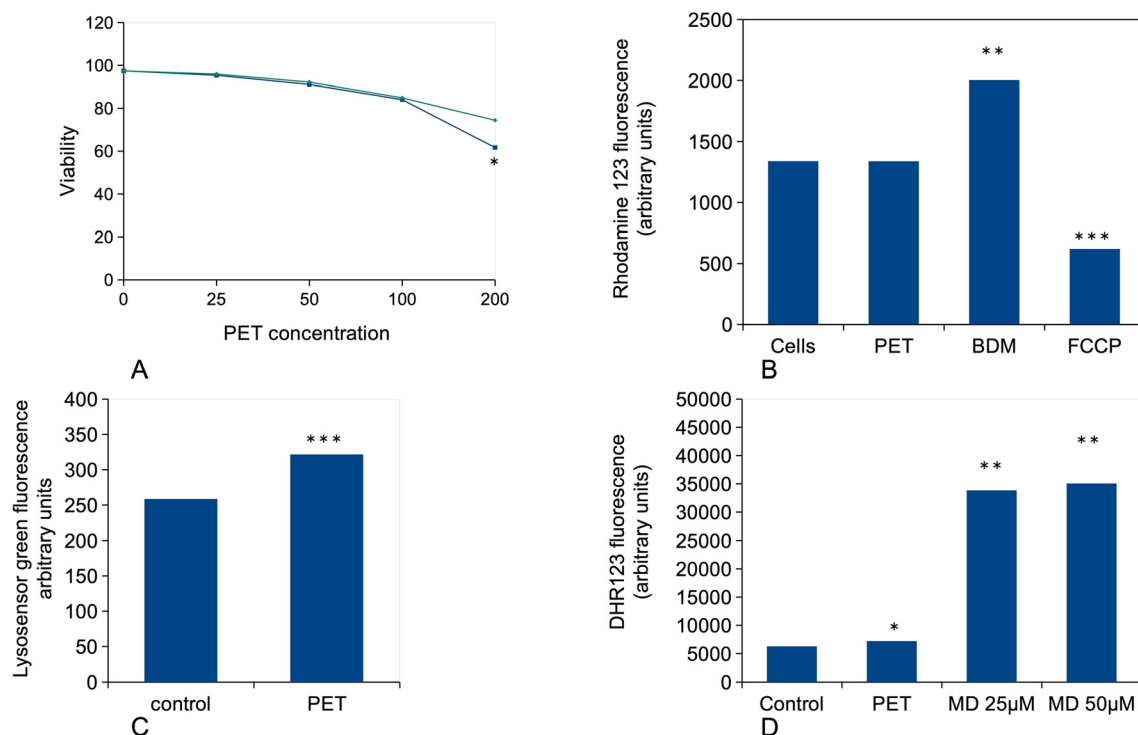 120
100
80
60
40
20
0
Viability
*
0 25 50 100 200
PET concentration
A
2500
2000
1500
1000
500
0
Rhodamine 123 fluorescence
(arbitrary units)
**
***
Cells PET BDM FCCP
B
400
350
300
250
200
150
100
50
0
Lysosensor green fluorescence
arbitrary units
***
control PET
C
50000
45000
40000
35000
30000
25000
20000
15000
10000
5000
0
DHR123 fluorescence
(arbitrary units)
*
**
**
Control PET MD 25µM MD 50µM
D